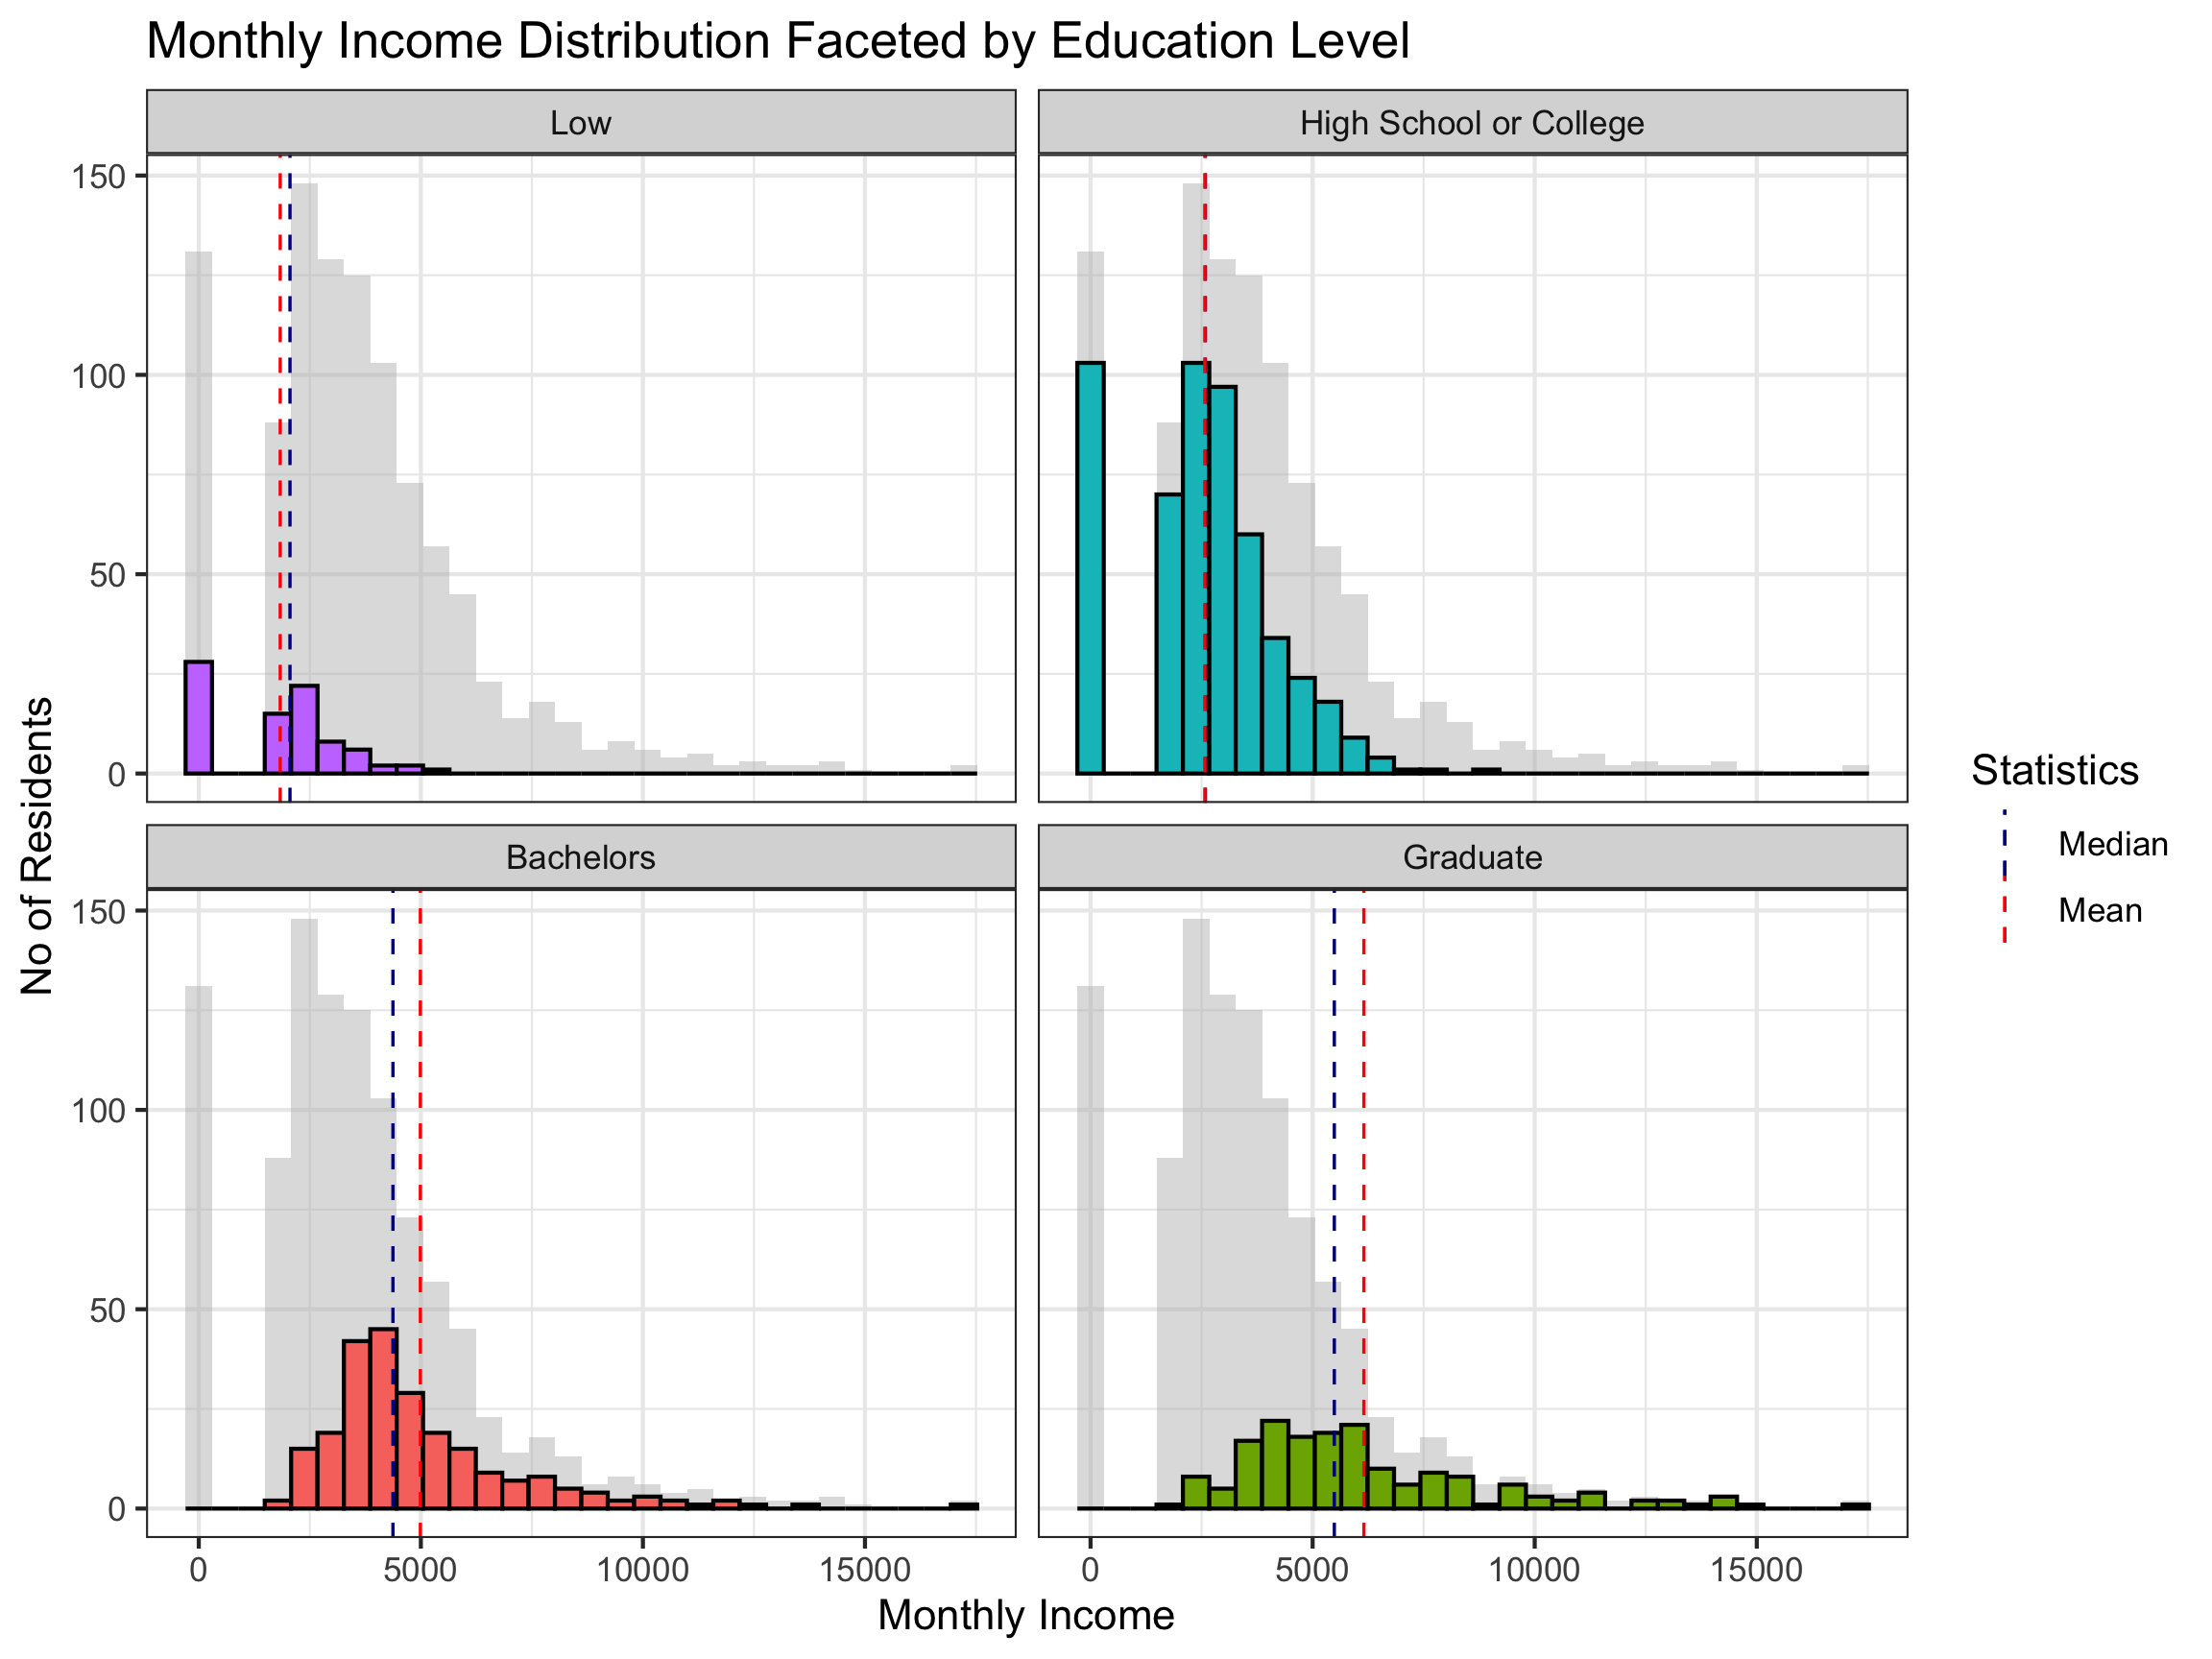 Monthly Income Distribution Faceted by Education Level
Low
High School or College
150
100
50
0
Bachelors
Graduate
150
100
50
0
0
5000
10000
15000
0
5000
10000
15000
Monthly Income
No of Residents
Statistics
Median
Mean